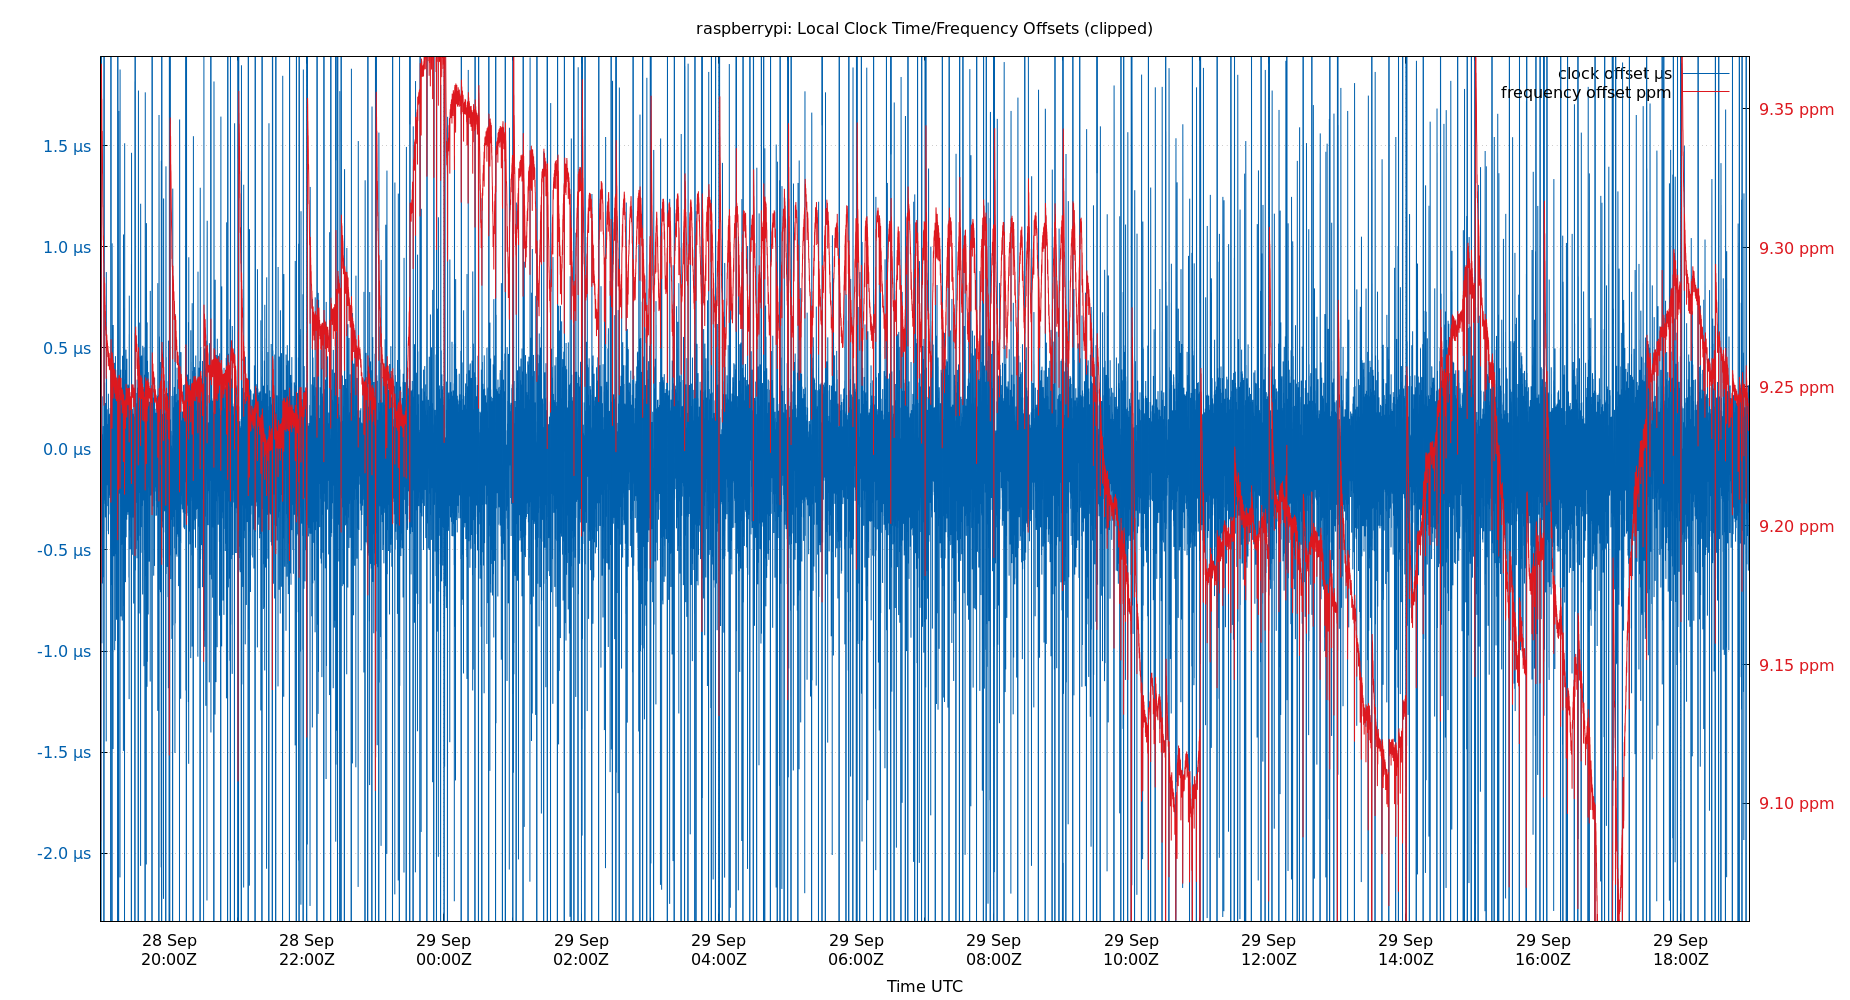 raspberrypi: Local Clock Time/Frequency Offsets (clipped)
clock offset µs
frequency offset ppm
1.5 µs
1.0 µs
0.5 µs
0.0 µs
-0.5 µs
-1.0 µs
-1.5 µs
-2.0 µs
9.35 ppm
9.30 ppm
9.25 ppm
9.20 ppm
9.15 ppm
9.10 ppm
28 Sep
20:00Z
28 Sep
22:00Z
29 Sep
00:00Z
29 Sep
02:00Z
29 Sep
04:00Z
29 Sep
06:00Z
29 Sep
08:00Z
29 Sep
10:00Z
29 Sep
12:00Z
29 Sep
14:00Z
29 Sep
16:00Z
29 Sep
18:00Z
Time UTC